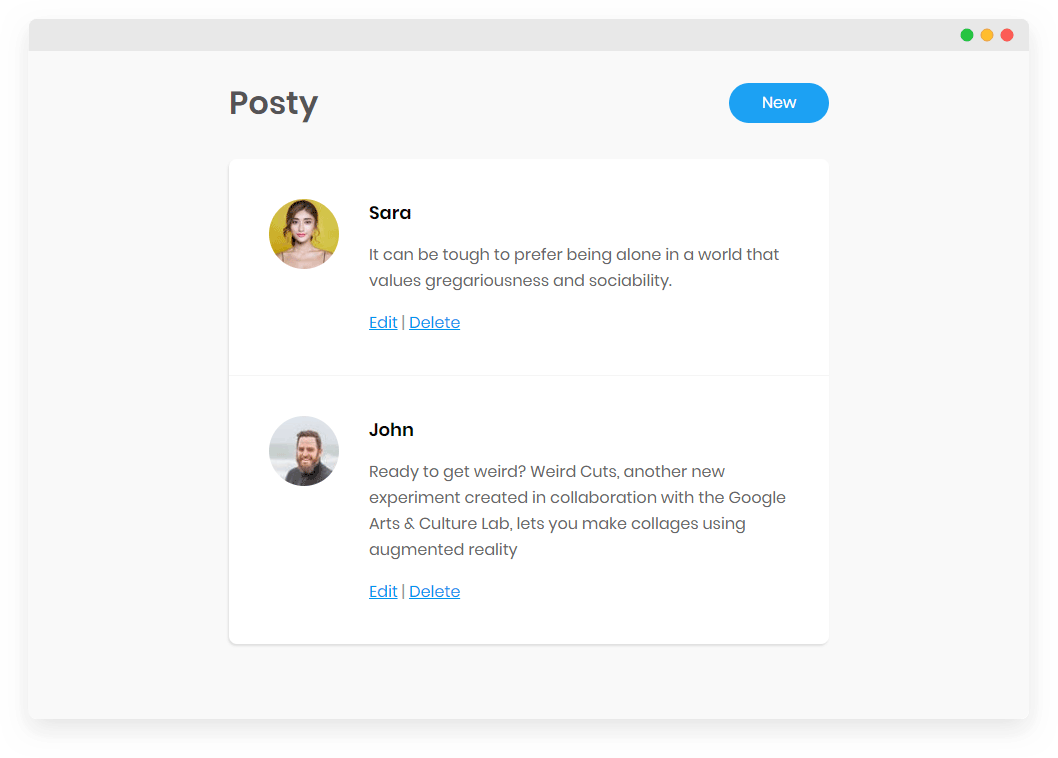 Posty
New
Sara
It can be tough to prefer being alone in a world that
values gregariousness and sociability.
Edit | Delete
John
Ready to get weird? Weird Cuts, another new
experiment created in collaboration with the Google
Arts & Culture Lab, lets you make collages using
augmented reality
Edit | Delete